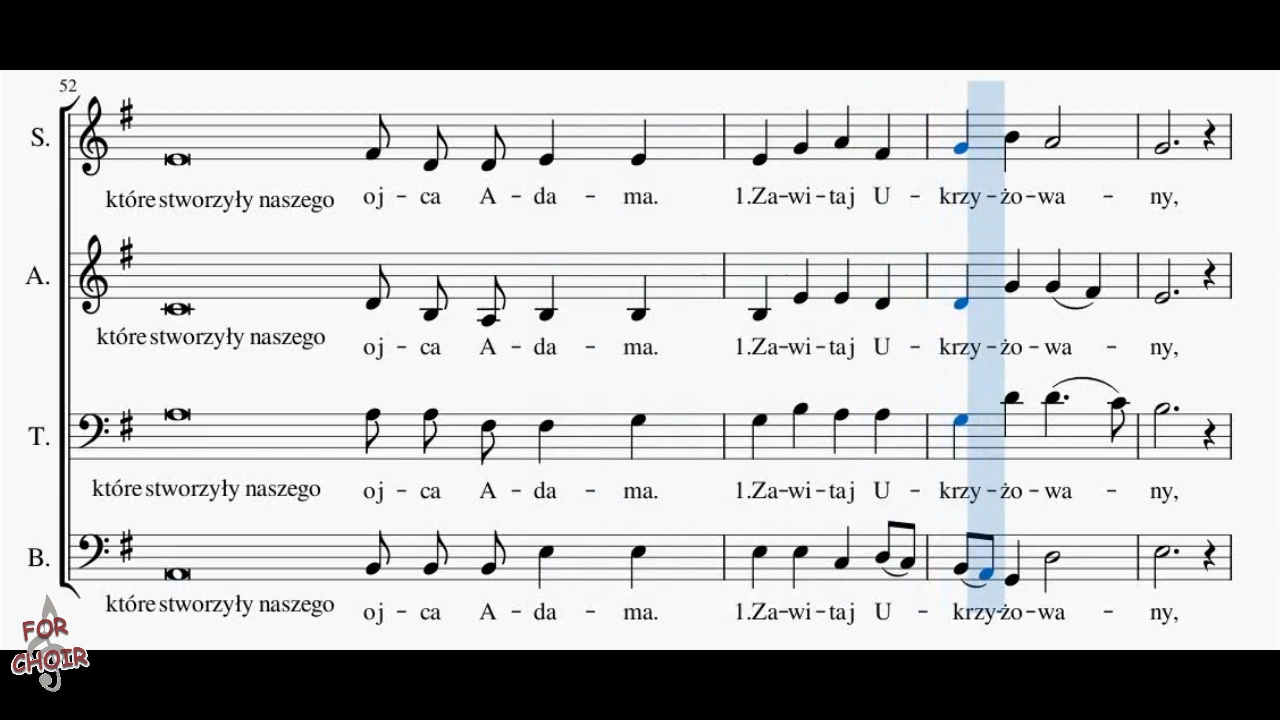 52
S.
które stworzyły naszego oj - ca A - da - ma. 1.Za-wi-taj U - krzy-żo-wa - ny,
A.
które stworzyły naszego oj - ca A - da - ma. 1.Za-wi-taj U - krzy-żo-wa - ny,
T.
które stworzyły naszego oj - ca A - da - ma. 1.Za-wi-taj U - krzy-żo-wa - ny,
B.
które stworzyły naszego oj - ca A - da - ma. 1.Za-wi-taj U - krzy-żo-wa - ny,
FOR
CHOIR